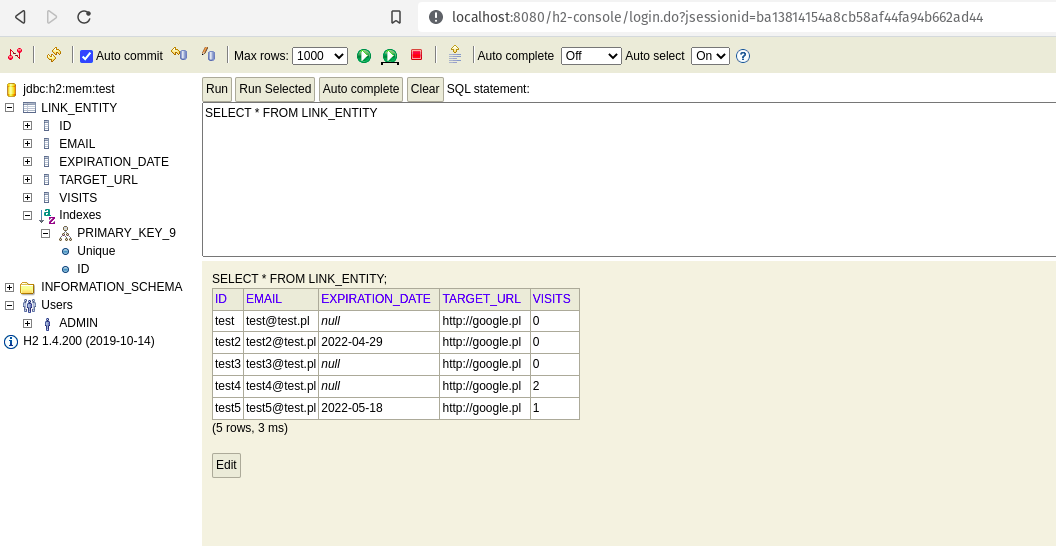 localhost:8080/h2-console/login.do?jsessionid=ba13814154a8cb58af44fa94b662ad44
Auto commit Max rows: 1000 Auto complete Off Auto select On ?
jdbc:h2:mem:test
LINK_ENTITY
ID
EMAIL
EXPIRATION_DATE
TARGET_URL
VISITS
Indexes
PRIMARY_KEY_9
Unique
ID
INFORMATION_SCHEMA
Users
ADMIN
H2 1.4.200 (2019-10-14)
Run Run Selected Auto complete Clear SQL statement:
SELECT * FROM LINK_ENTITY
SELECT * FROM LINK_ENTITY;
ID EMAIL EXPIRATION_DATE TARGET_URL VISITS
test test@test.pl null http://google.pl 0
test2 test2@test.pl 2022-04-29 http://google.pl 0
test3 test3@test.pl null http://google.pl 0
test4 test4@test.pl null http://google.pl 2
test5 test5@test.pl 2022-05-18 http://google.pl 1
(5 rows, 3 ms)
Edit